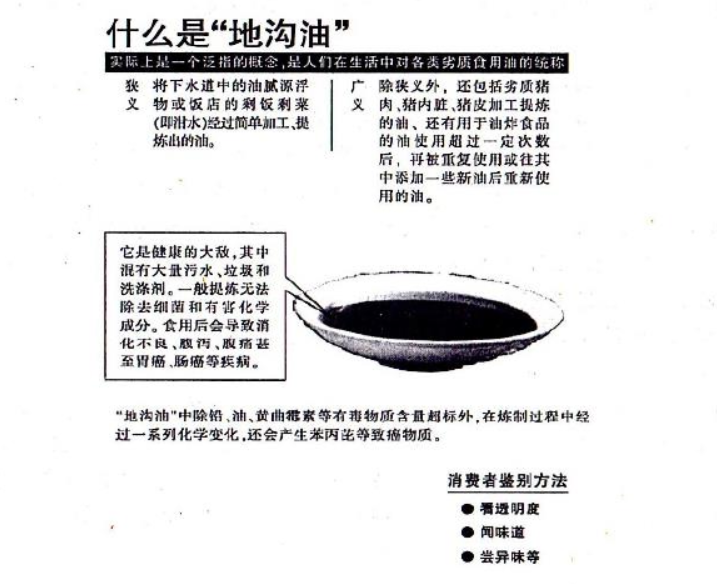 什么是“地沟油”
实际上是一个泛指的概念,是人们在生活中对各类劣质食用油的统称
狭义
将下水道中的油腻源浮
物或饭店的剩饭剩菜
(即泔水)经过简单加工、提
炼出的油。
广义
除狭义外，还包括劣质猪
肉、猪内脏、猪皮加工提炼
的油、还有用于油炸食品
的油使用超过一定次数
后，再被重复使用或往其
中添加一些新油后重新使
用的油。
它是健康的大敌,其中
混有大量污水、垃圾和
洗涤剂。一般提炼无法
除去细菌和有害化学
成分。食用后会导致消
化不良、腹泻、腹痛甚
至胃癌、肠癌等疾病。
“地沟油”中除铅、油、黄曲霉素等有毒物质含量超标外,在炼制过程中经
过一系列化学变化,还会产生苯丙芘等致癌物质。
消费者鉴别方法
● 看透明度
● 闻味道
● 尝异味等